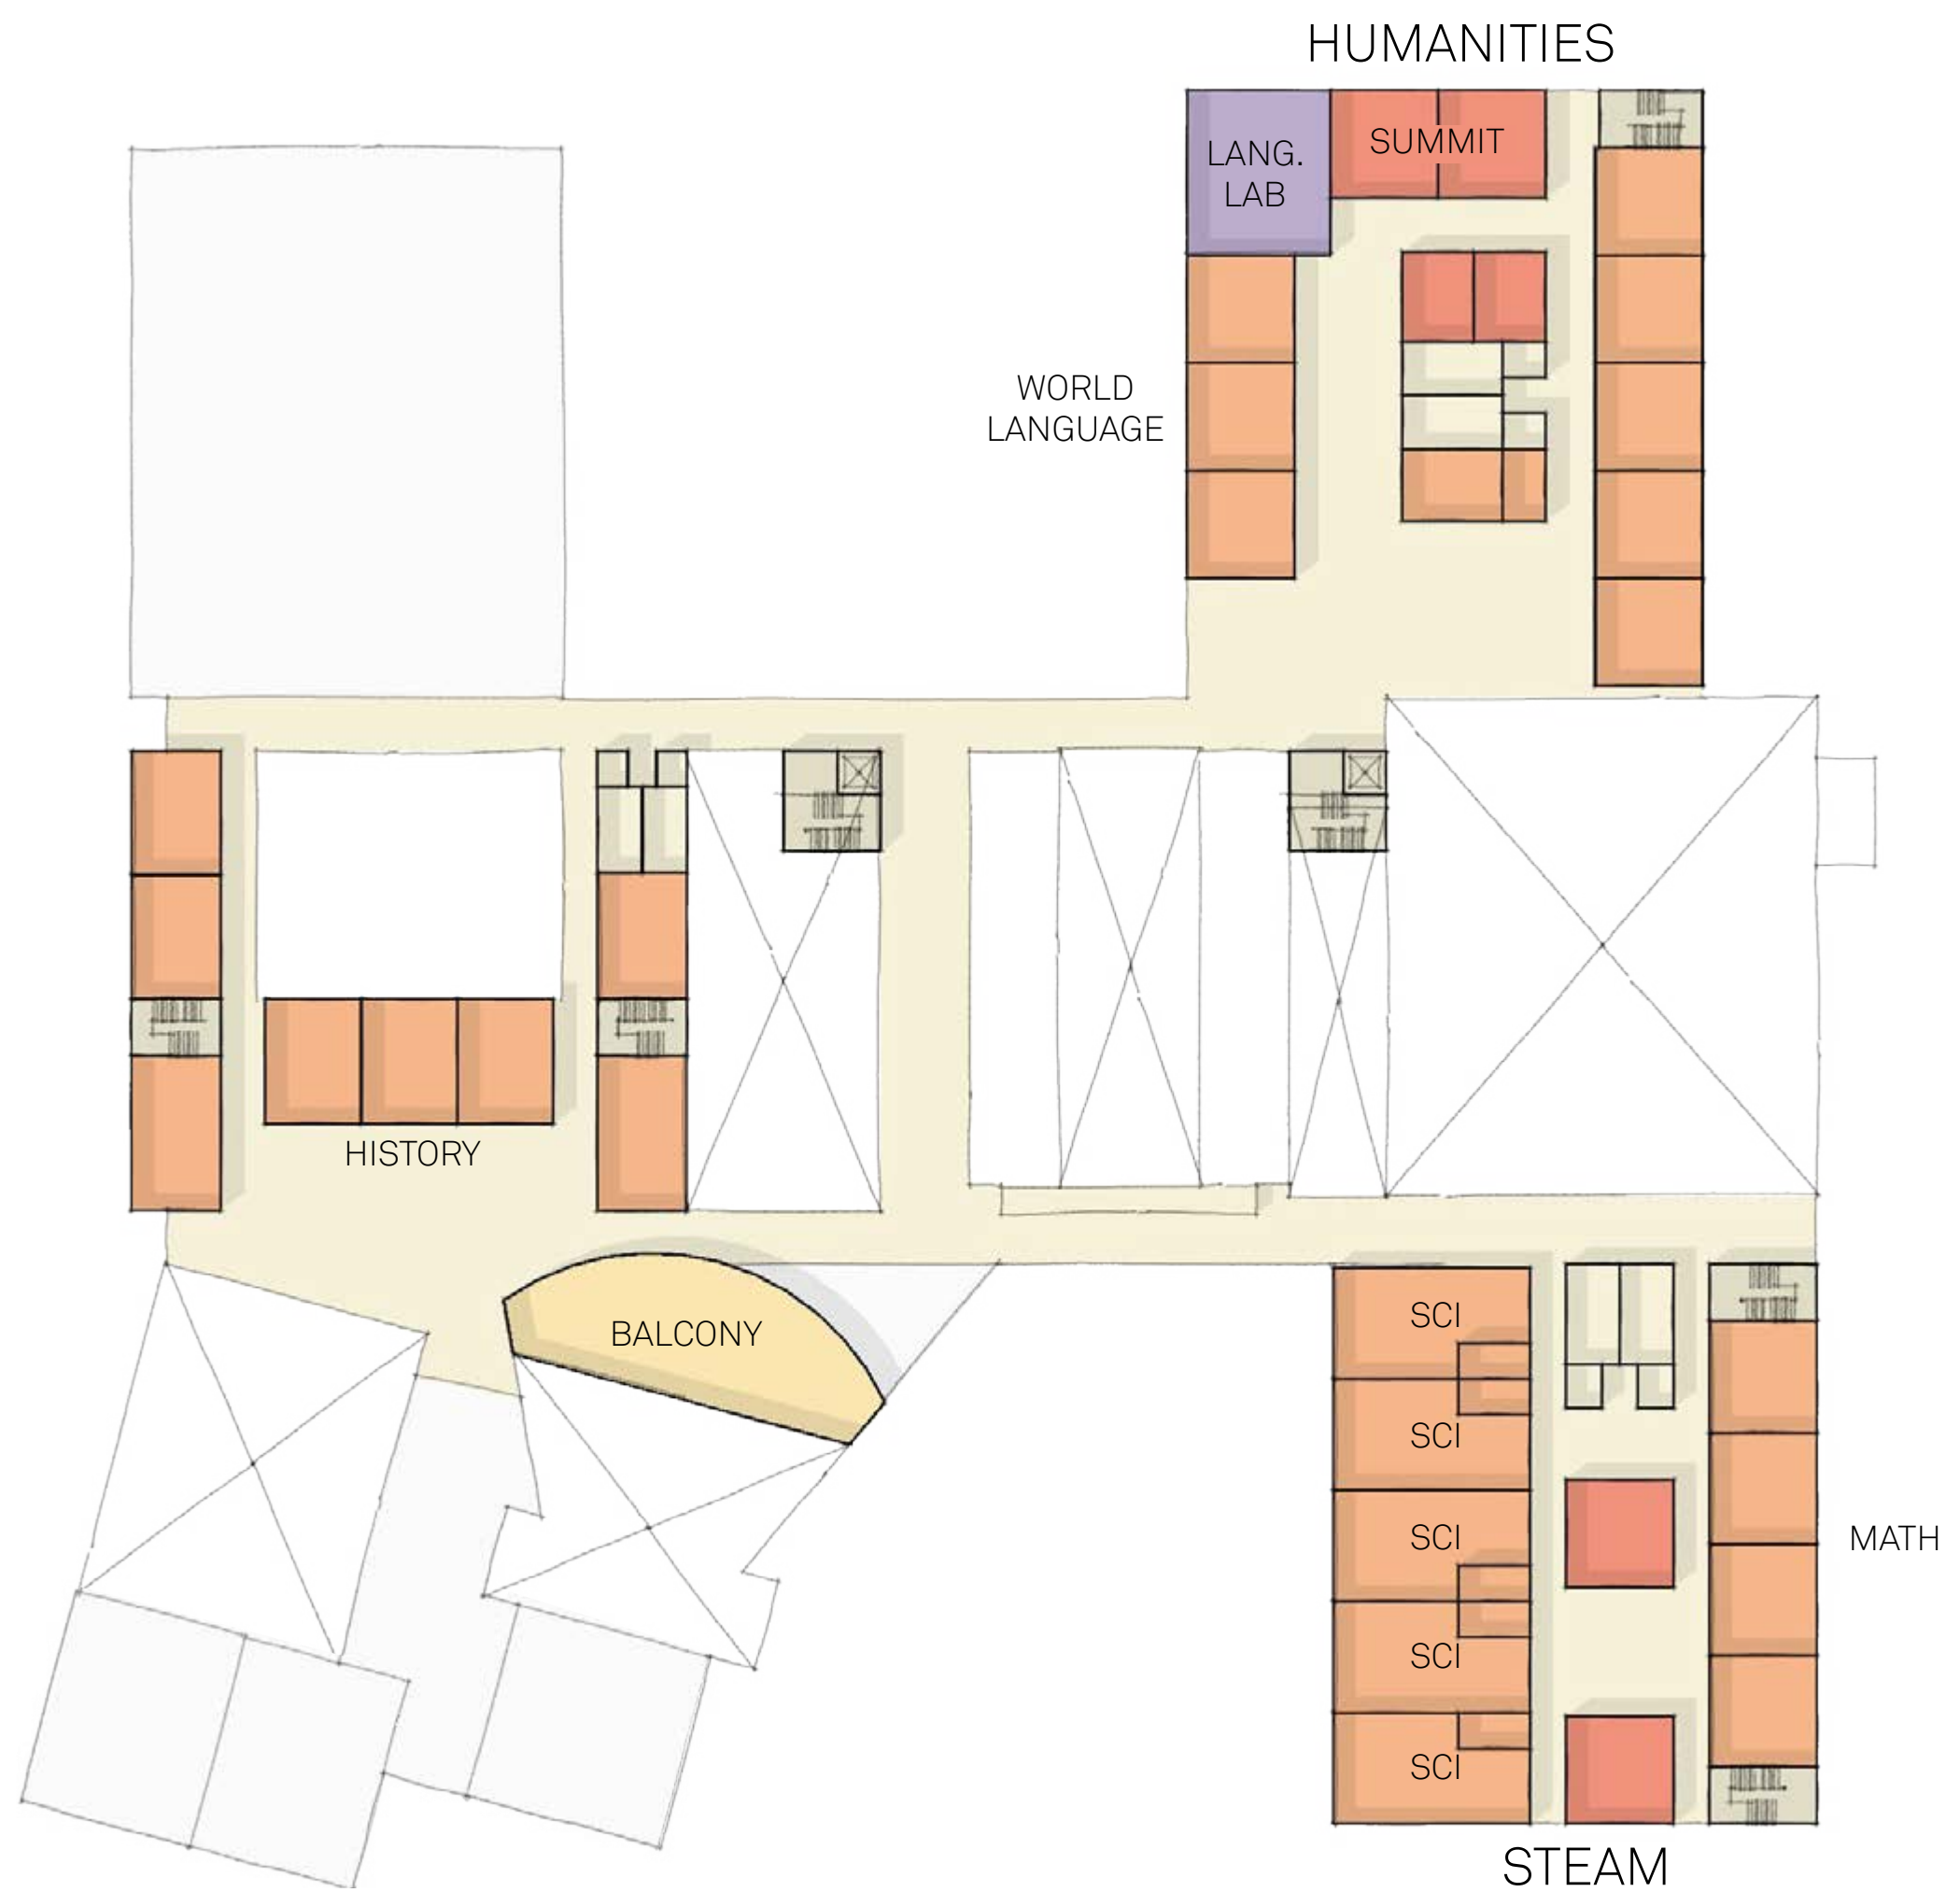 HUMANITIES
LANG.
LAB
SUMMIT
WORLD
LANGUAGE
HISTORY
BALCONY
SCI
SCI
SCI
SCI
SCI
MATH
STEAM